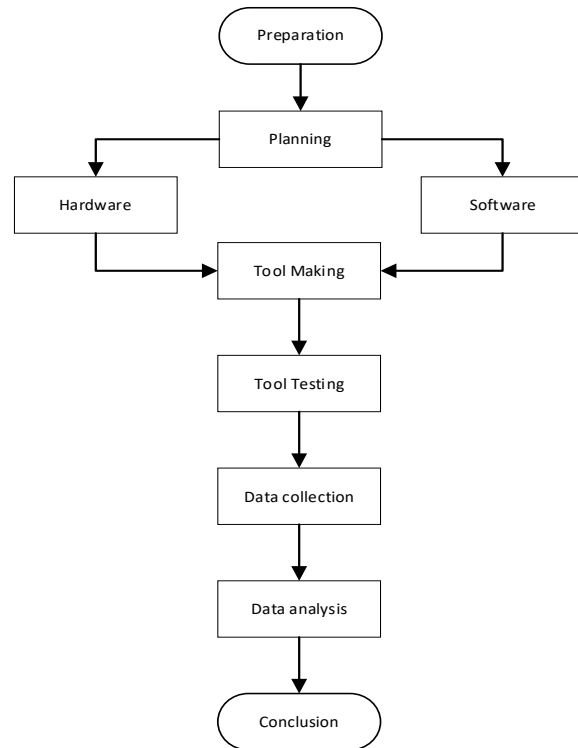 Preparation
Planning
Hardware
Software
Tool Making
Tool Testing
Data collection
Data analysis
Conclusion